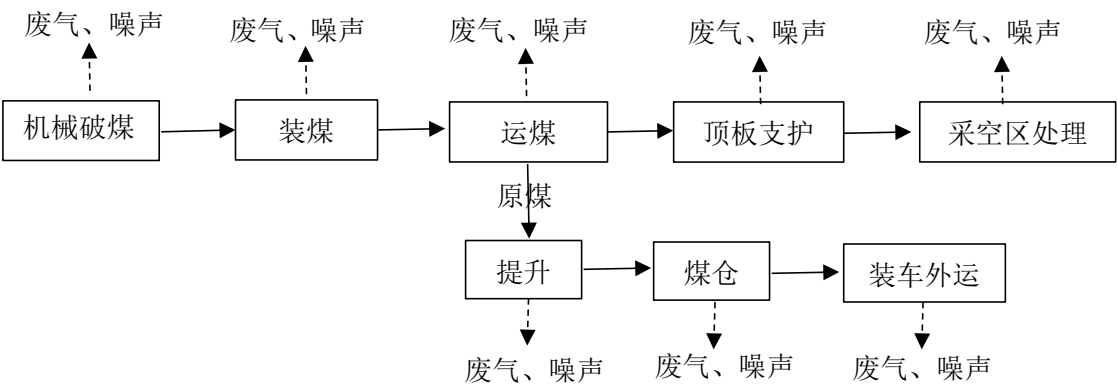 废气、噪声
废气、噪声
废气、噪声
废气、噪声
废气、噪声
机械破煤
装煤
运煤
顶板支护
采空区处理
原煤
提升
煤仓
装车外运
废气、噪声
废气、噪声
废气、噪声